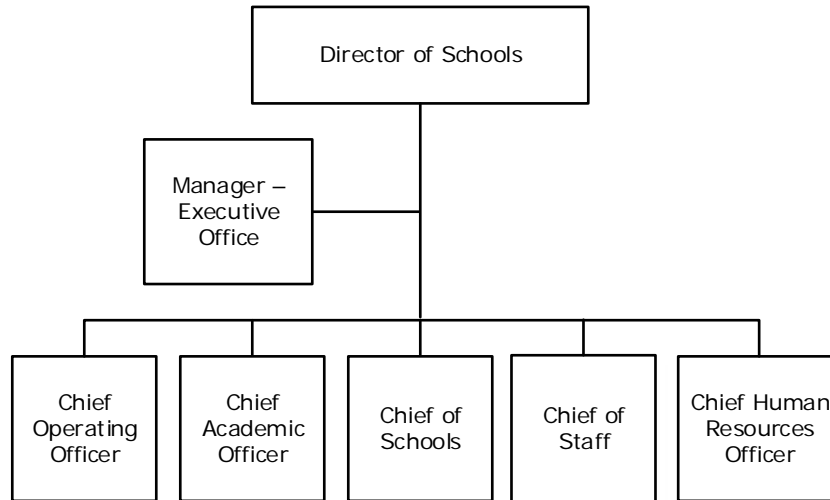 Director of Schools
Manager –
Executive
Office
Chief
Operating
Officer
Chief
Academic
Officer
Chief of
Schools
Chief of
Staff
Chief Human
Resources
Officer